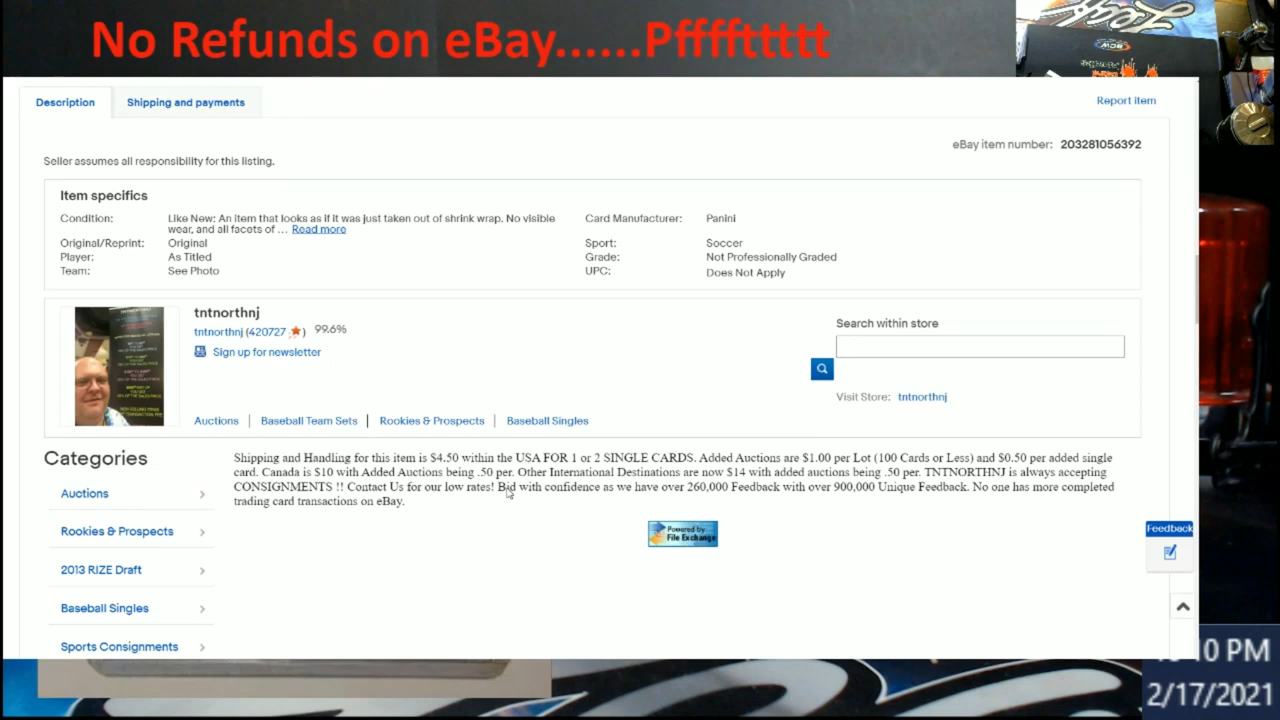 No Refunds on eBay......Pfffftttttt
Description
Shipping and payments
Report item
eBay item number: 203281056392
Seller assumes all responsibility for this listing.
Item specifics
Condition: Like New: An item that looks as if it was just taken out of shrink wrap. No visible
wear, and all facets of ... Read more
Card Manufacturer: Panini
Original/Reprint: Original
Sport: Soccer
Player: As Titled
Grade: Not Professionally Graded
Team: See Photo
UPC: Does Not Apply
tntnorthnj
tntnorthnj (420727 ) 99.6%
Sign up for newsletter
Search within store
Visit Store: tntnorthnj
Auctions | Baseball Team Sets | Rookies & Prospects | Baseball Singles
Categories
Auctions
Rookies & Prospects
2013 RIZE Draft
Baseball Singles
Sports Consignments
Shipping and Handling for this item is $4.50 within the USA FOR 1 or 2 SINGLE CARDS. Added Auctions are $1.00 per Lot (100 Cards or Less) and $0.50 per added single
card. Canada is $10 with Added Auctions being .50 per. Other International Destinations are now $14 with added auctions being .50 per. TNTNORTHNJ is always accepting
CONSIGNMENTS !! Contact Us for our low rates! Bid with confidence as we have over 260,000 Feedback with over 900,000 Unique Feedback. No one has more completed
trading card transactions on eBay.
Powered by
File Exchange
Feedback
10 PM
2/17/2021